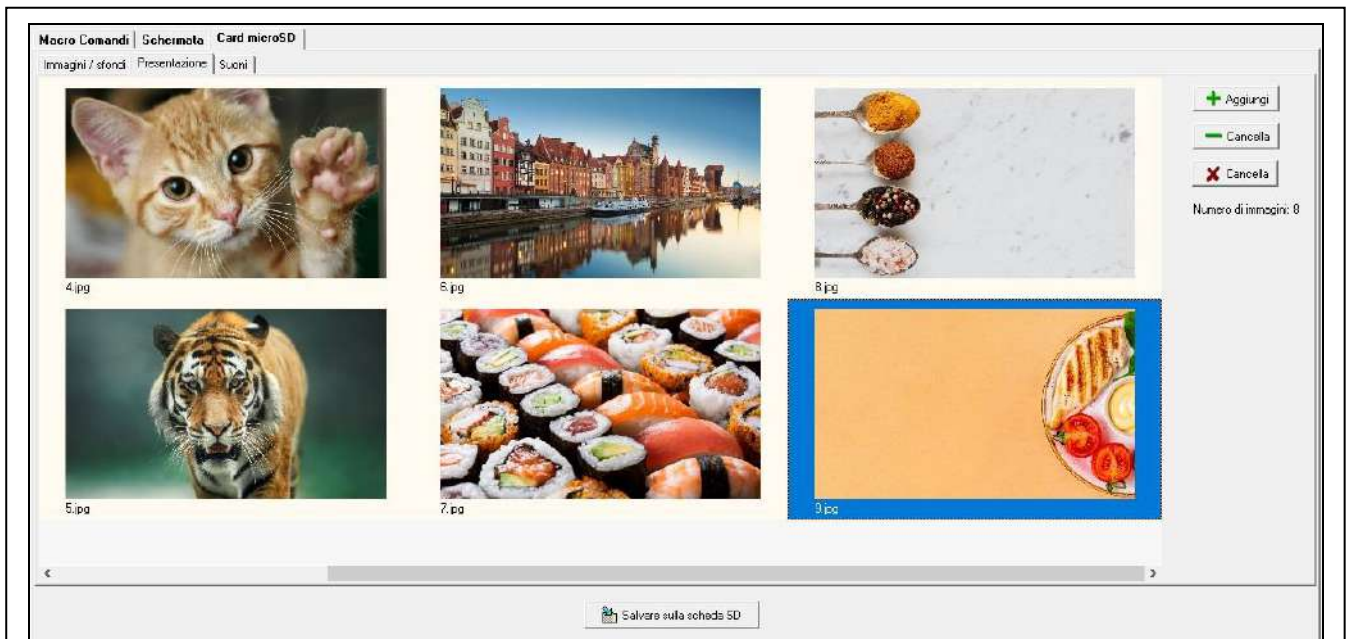 Macro Comandi Schermata Card microSD
Immagini / sfondi Presentazione Suoni
Aggiungi
Cancella
Cancella
Numero di immagini: 8
4.jpg 6.jpg 8.jpg
5.jpg 7.jpg 9.jpg
Salvare sulla scheda SD